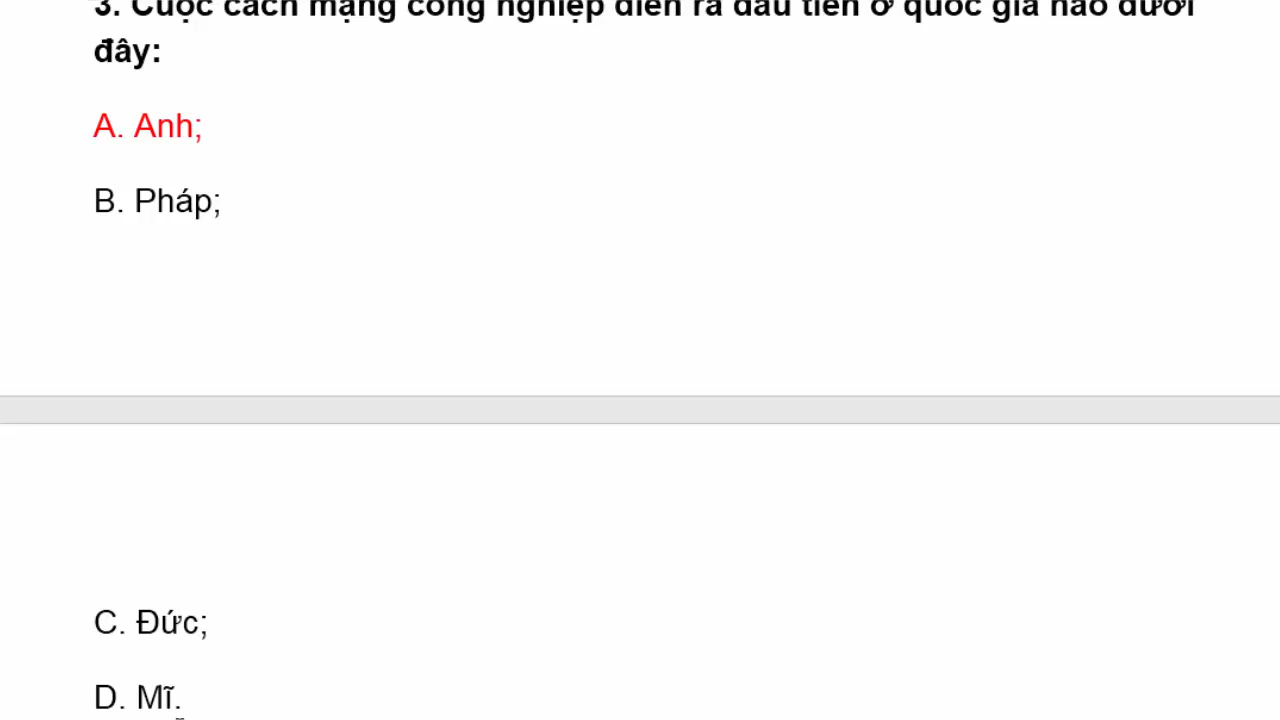 3. Cuộc cách mạng công nghiệp diễn ra đầu tiên ở quốc gia nào dưới
đây:
A. Anh;
B. Pháp;
C. Đức;
D. Mĩ.